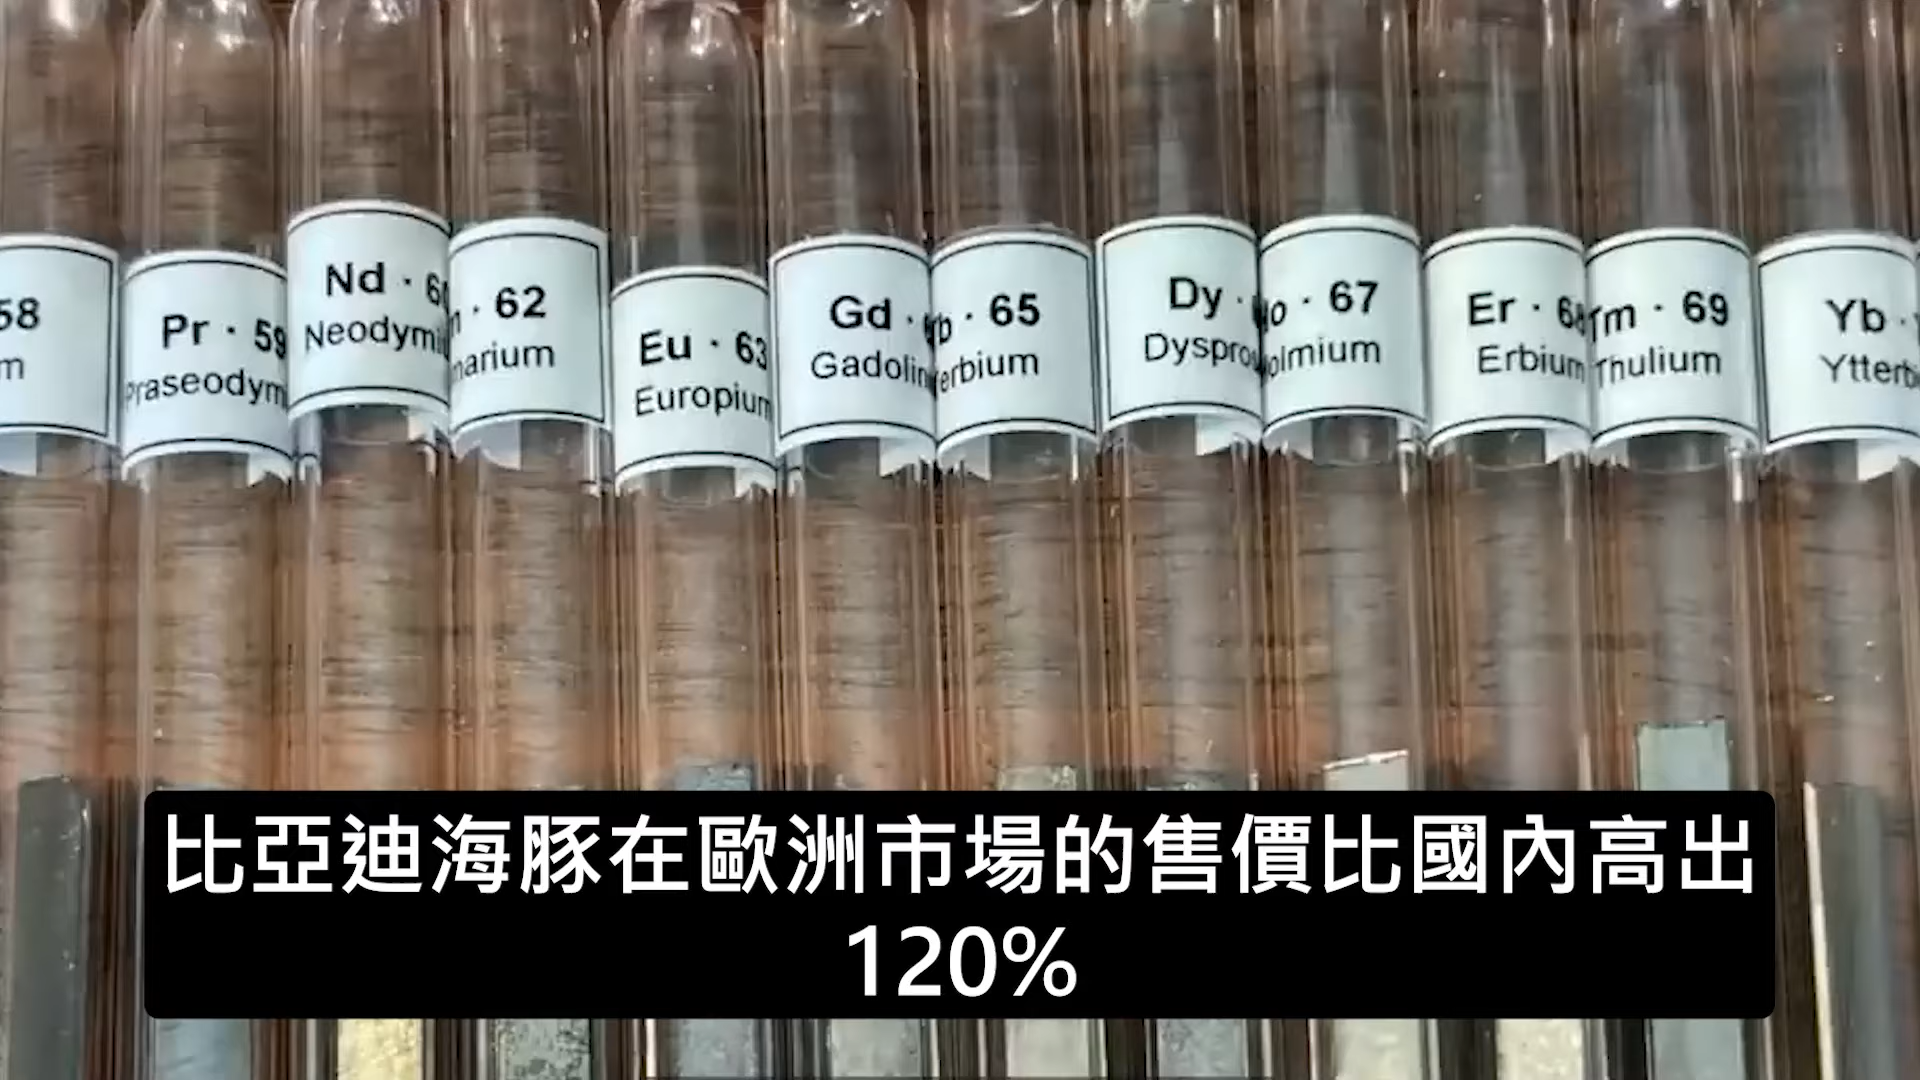 58
m
Pr · 59
Praseodym
Nd · 6
Neodymi
· 62
marium
Eu · 63
Europium
Gd ·
Gadolin
b · 65
erbium
Dy ·
Dyspro
o · 67
olmium
Er · 68
Erbium
Tm · 69
Thulium
Yb ·
Ytterb
比亞迪海豚在歐洲市場的售價比國內高出
120%